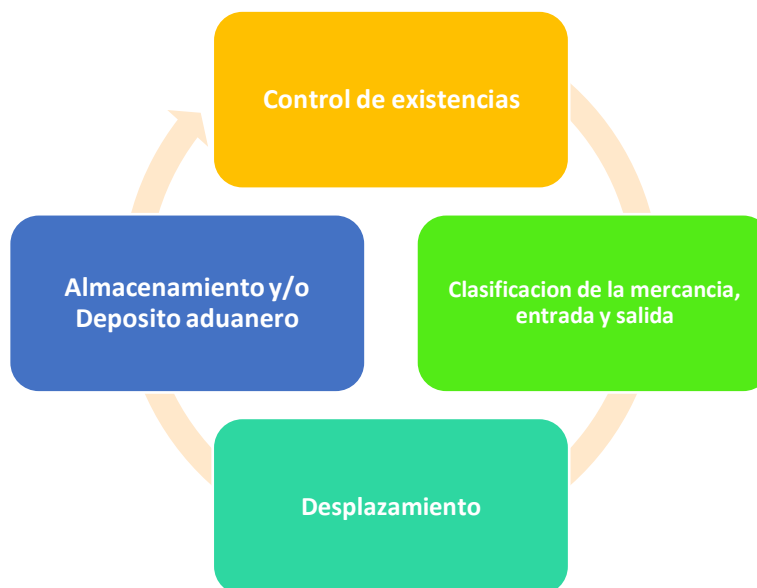 Control de existencias
Almacenamiento y/o
Deposito aduanero
Clasificacion de la mercancia,
entrada y salida
Desplazamiento